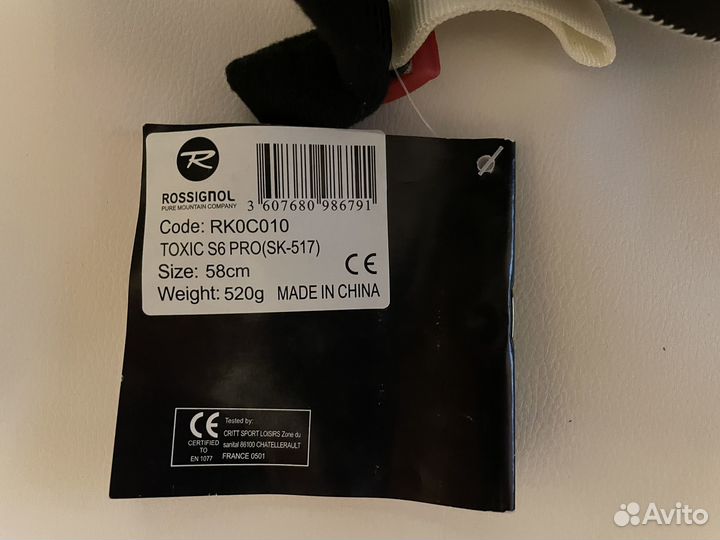 R
ROSSIGNOL
PURE MOUNTAIN COMPANY
3 607680 986791
Code: RK0C010
TOXIC S6 PRO(SK-517)
Size: 58cm
CE
Weight: 520g MADE IN CHINA
CE
CERTIFIED
TO
EN 1077
Tested by:
CRITT SPORT LOISIRS Zone du
sanital 86100 CHATELLERAULT
FRANCE 0501
Avito